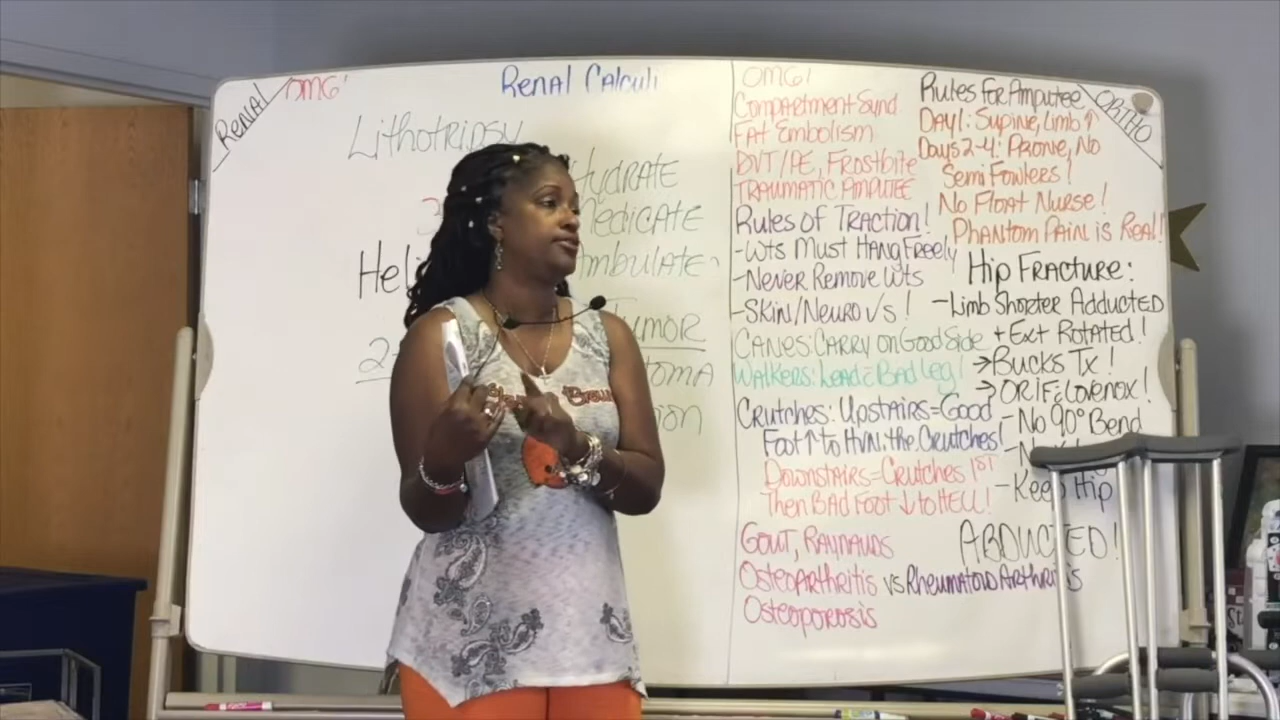 RENAL
OMG!
Renal Calculi
Lithotripsy
Hydrate
Medicate
Ambulate
Tumor
OMG!
Compartment Synd
Fat Embolism
DVT/PE, Frostbite
Traumatic Amputee
Rules of Traction!
-Wts Must Hang Freely
-Never Remove Wts
-Skin/Neuro v/s!
Canes: Carry on Good Side
Walkers: Lead c Bad Leg!
Crutches: Upstairs=Good
Foot ↑ to HVN. the Crutches!
Downstairs=Crutches 1st
Then Bad Foot ↓ to HELL!
Gout, Raynauds
Osteoarthritis vs Rheumatoid Arthritis
Osteoporosis
ORTHO
Rules For Amputee
Day 1: Supine, Limb ↑
Days 2-4: Prone, No
Semi Fowlers!
No Float Nurse!
Phantom Pain is Real!
Hip Fracture:
-Limb Shorter Adducted
+ Ext Rotated!
→Bucks Tx!
→ORIF: Lovenox!
-No 90° Bend
-Keep Hip
ABDUCTED!